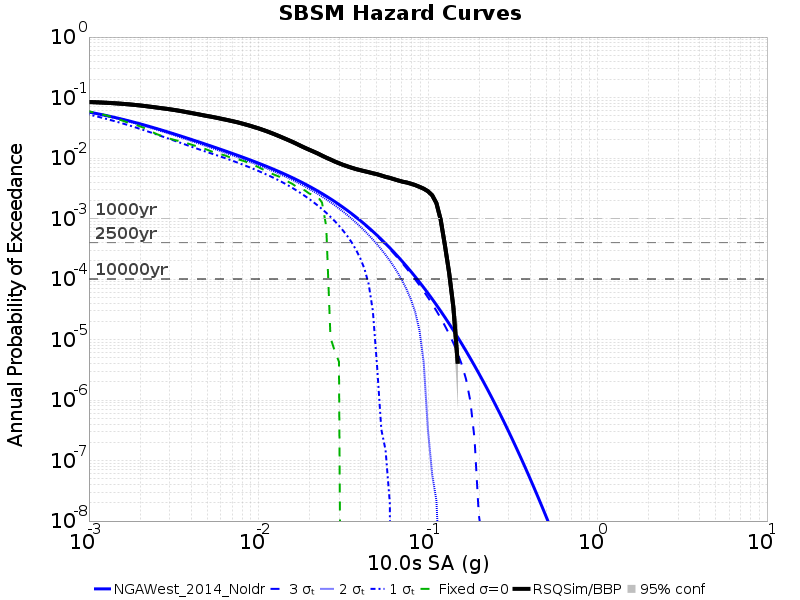 SBSM Hazard Curves
Annual Probability of Exceedance
10^0
10^-1
10^-2
10^-3
10^-4
10^-5
10^-6
10^-7
10^-8
1000yr
2500yr
10000yr
10^-3 10^-2 10^-1 10^0 10^1
10.0s SA (g)
NGAWest_2014_NoIdr 3 σₜ 2 σₜ 1 σₜ Fixed σ=0 RSQSim/BBP 95% conf